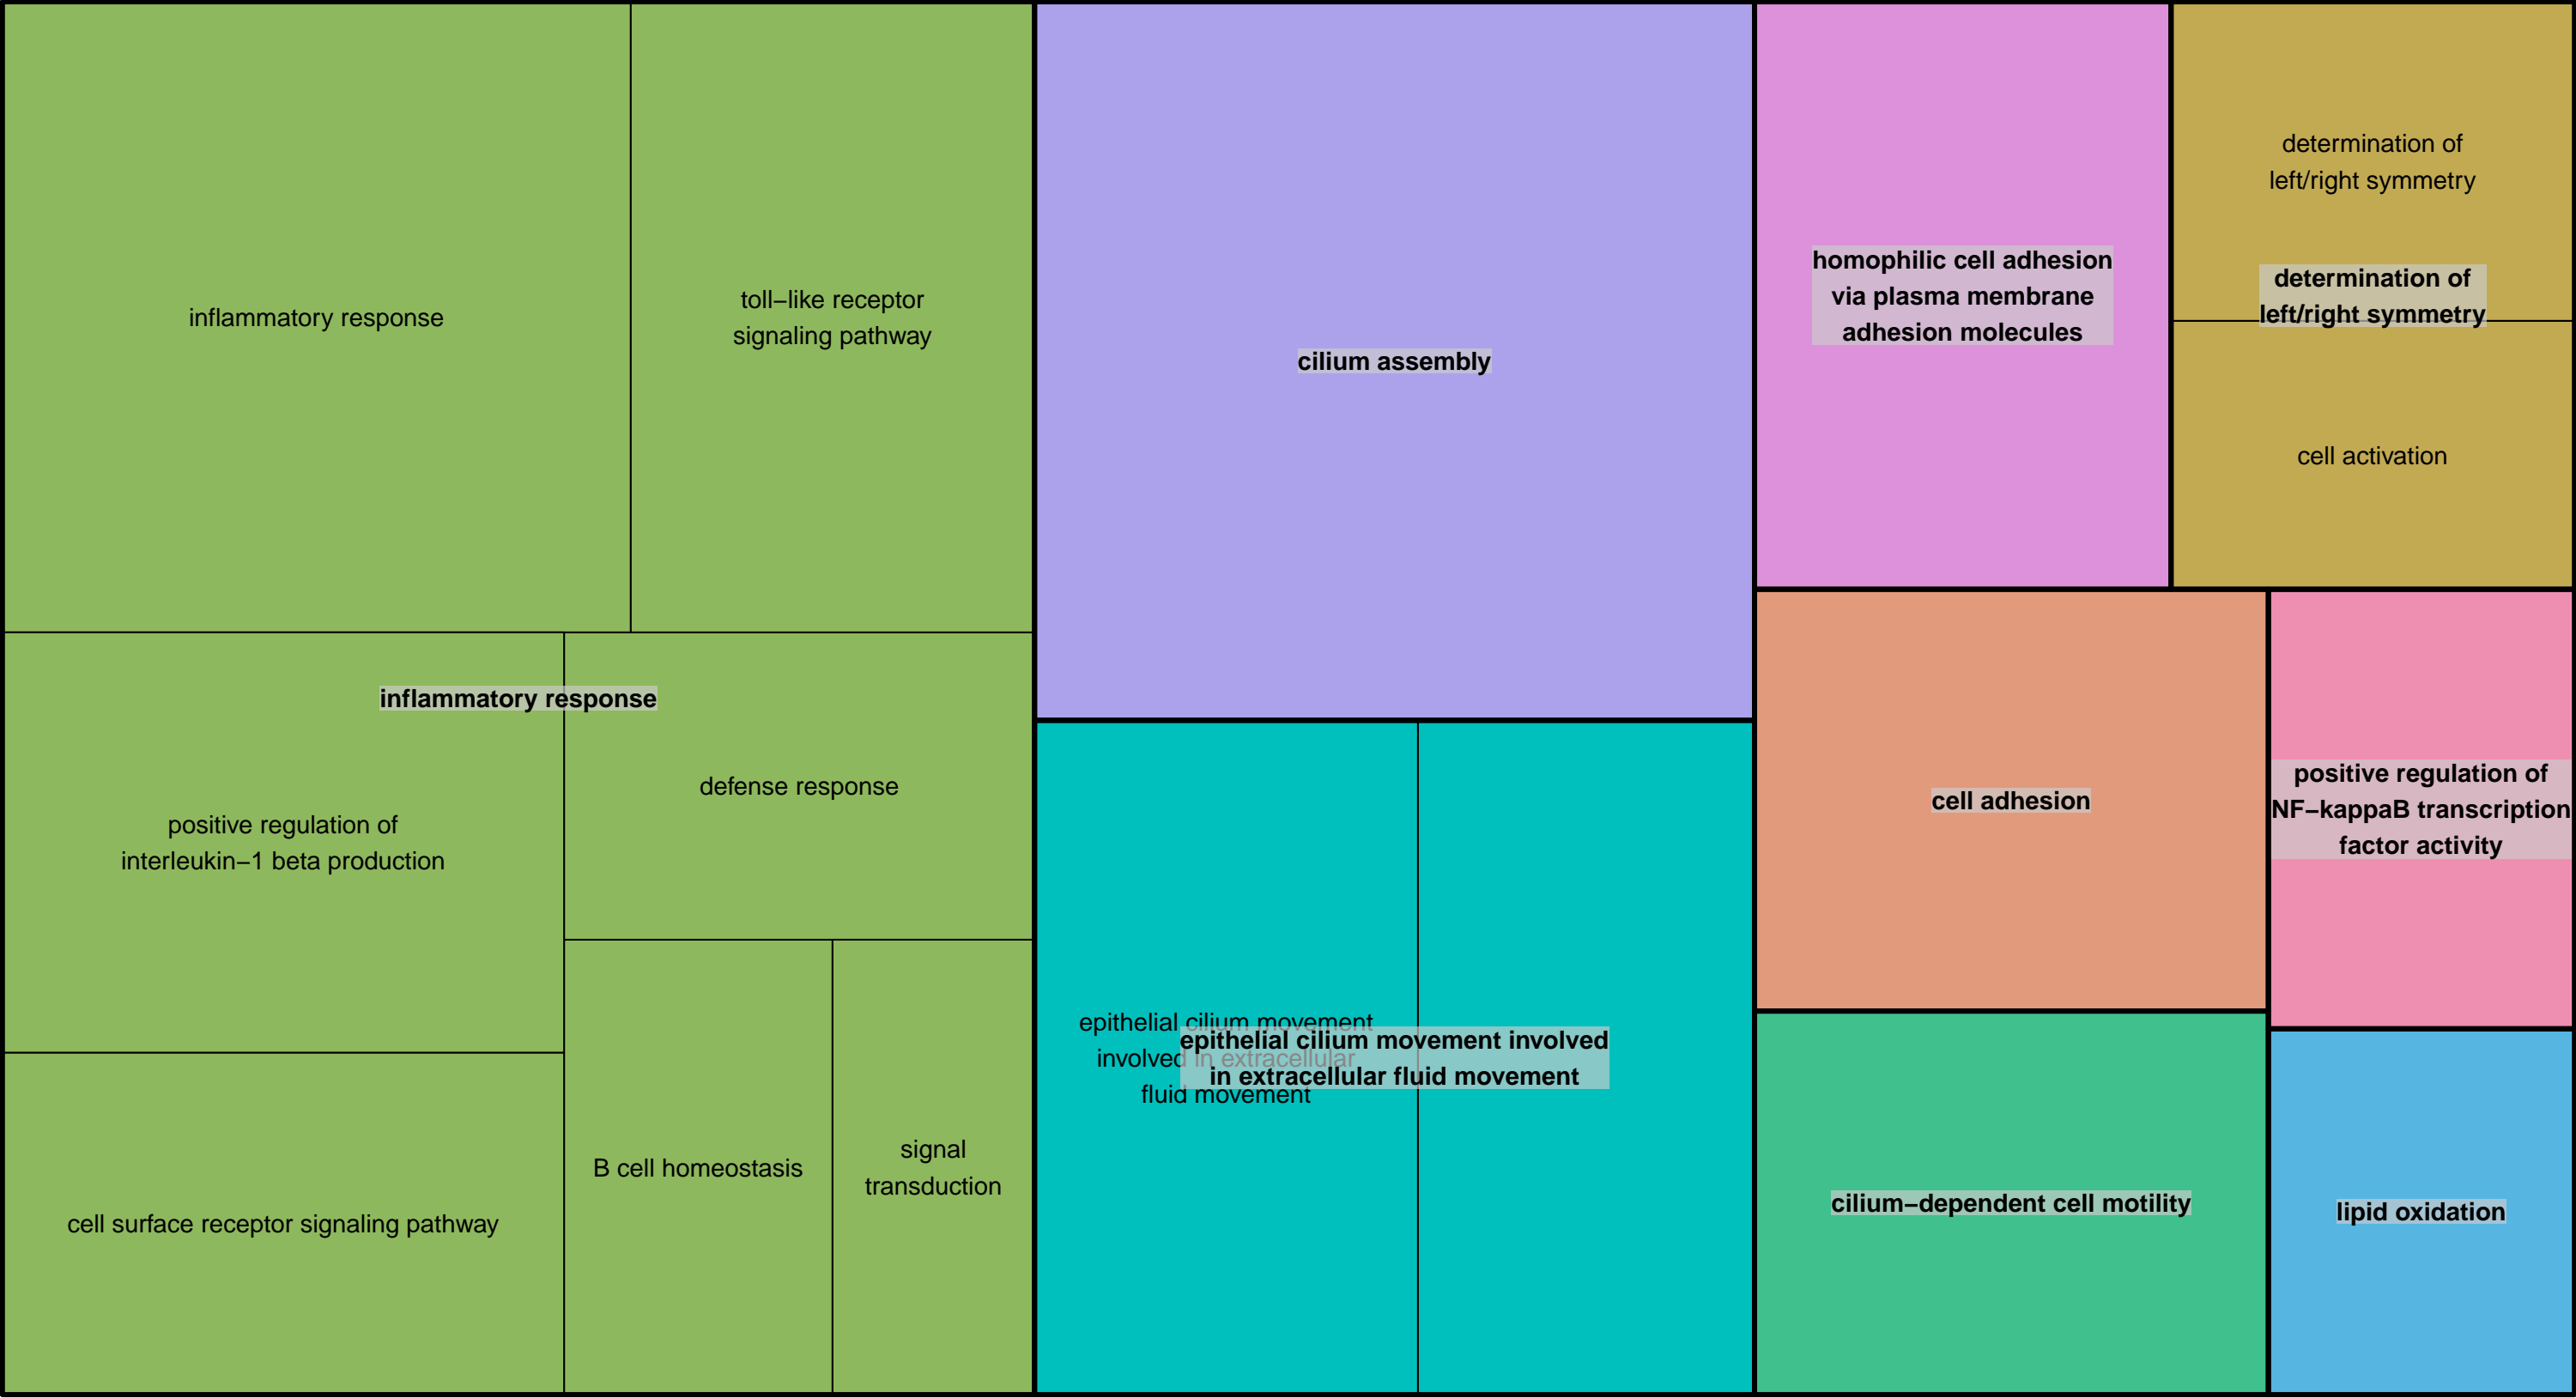 inflammatory response
toll−like receptor
signaling pathway
inflammatory response
positive regulation of
interleukin−1 beta production
defense response
cell surface receptor signaling pathway
B cell homeostasis
signal
transduction
cilium assembly
epithelial cilium movement
involved in extracellular
fluid movement
epithelial cilium movement involved
in extracellular fluid movement
homophilic cell adhesion
via plasma membrane
adhesion molecules
determination of
left/right symmetry
determination of
left/right symmetry
cell activation
cell adhesion
positive regulation of
NF−kappaB transcription
factor activity
cilium−dependent cell motility
lipid oxidation